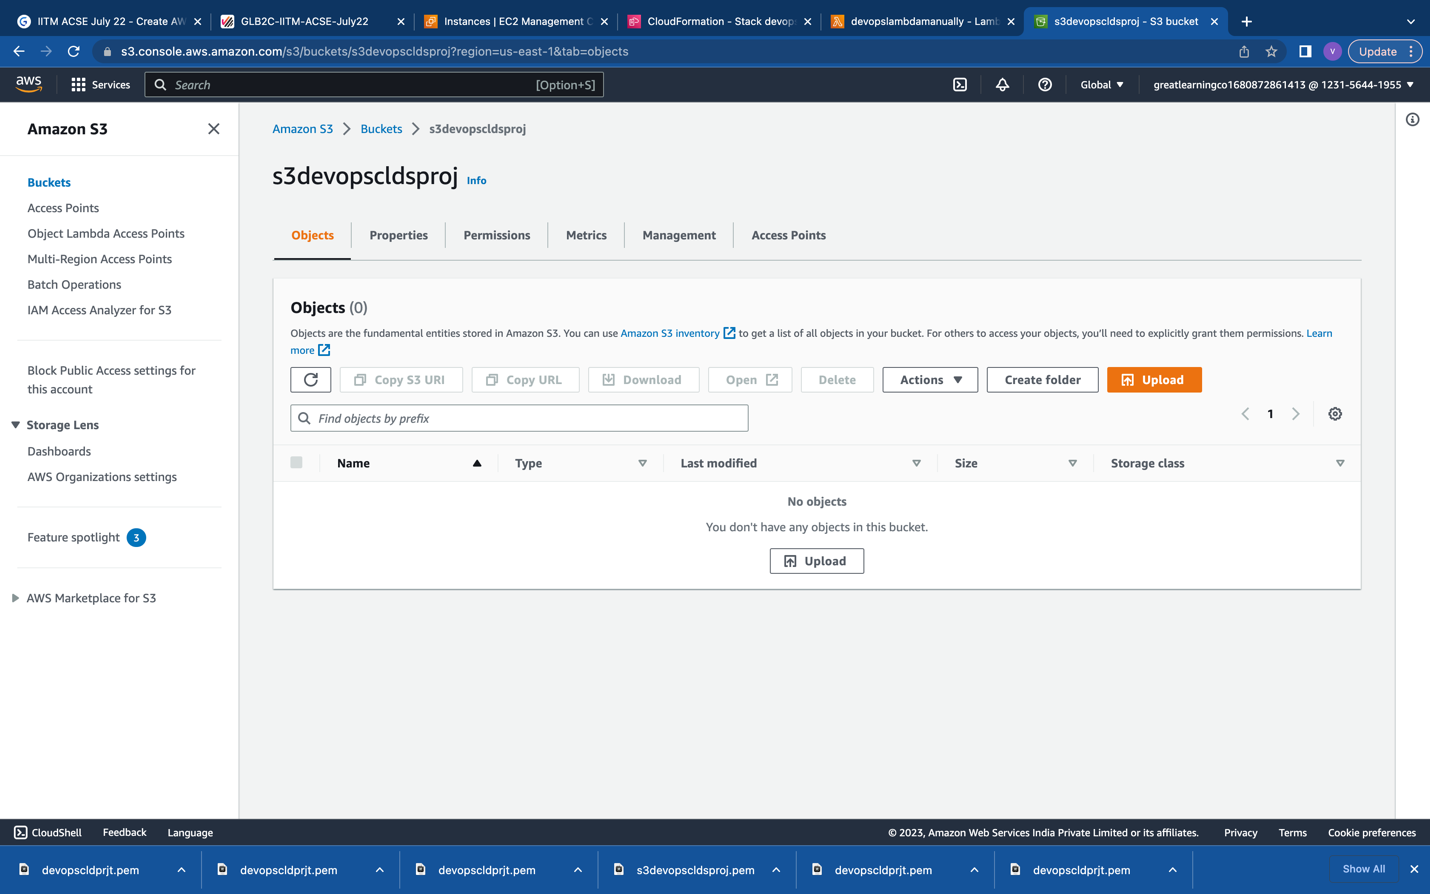 IITM ACSE July 22 - Create AW
GLB2C-IITM-ACSE-July22
Instances | EC2 Management C
CloudFormation - Stack devops
devopslambdamanually - Lamb
s3devopscldsproj - S3 bucket
s3.console.aws.amazon.com/s3/buckets/s3devopscldsproj?region=us-east-1&tab=objects
V
Update
aws
Services
Search
[Option+S]
Global
greatlearningco1680872861413 @ 1231-5644-1955
Amazon S3
Buckets
Access Points
Object Lambda Access Points
Multi-Region Access Points
Batch Operations
IAM Access Analyzer for S3
Block Public Access settings for
this account
Storage Lens
Dashboards
AWS Organizations settings
Feature spotlight 3
AWS Marketplace for S3
Amazon S3 > Buckets > s3devopscldsproj
s3devopscldsproj Info
Objects
Properties
Permissions
Metrics
Management
Access Points
Objects (0)
Objects are the fundamental entities stored in Amazon S3. You can use Amazon S3 inventory to get a list of all objects in your bucket. For others to access your objects, you'll need to explicitly grant them permissions. Learn
more
Copy S3 URI
Copy URL
Download
Open
Delete
Actions
Create folder
Upload
Find objects by prefix
1
Name
Type
Last modified
Size
Storage class
No objects
You don't have any objects in this bucket.
Upload
CloudShell
Feedback
Language
© 2023, Amazon Web Services India Private Limited or its affiliates.
Privacy
Terms
Cookie preferences
devopscldprjt.pem
devopscldprjt.pem
devopscldprjt.pem
s3devopscldsproj.pem
devopscldprjt.pem
devopscldprjt.pem
Show All